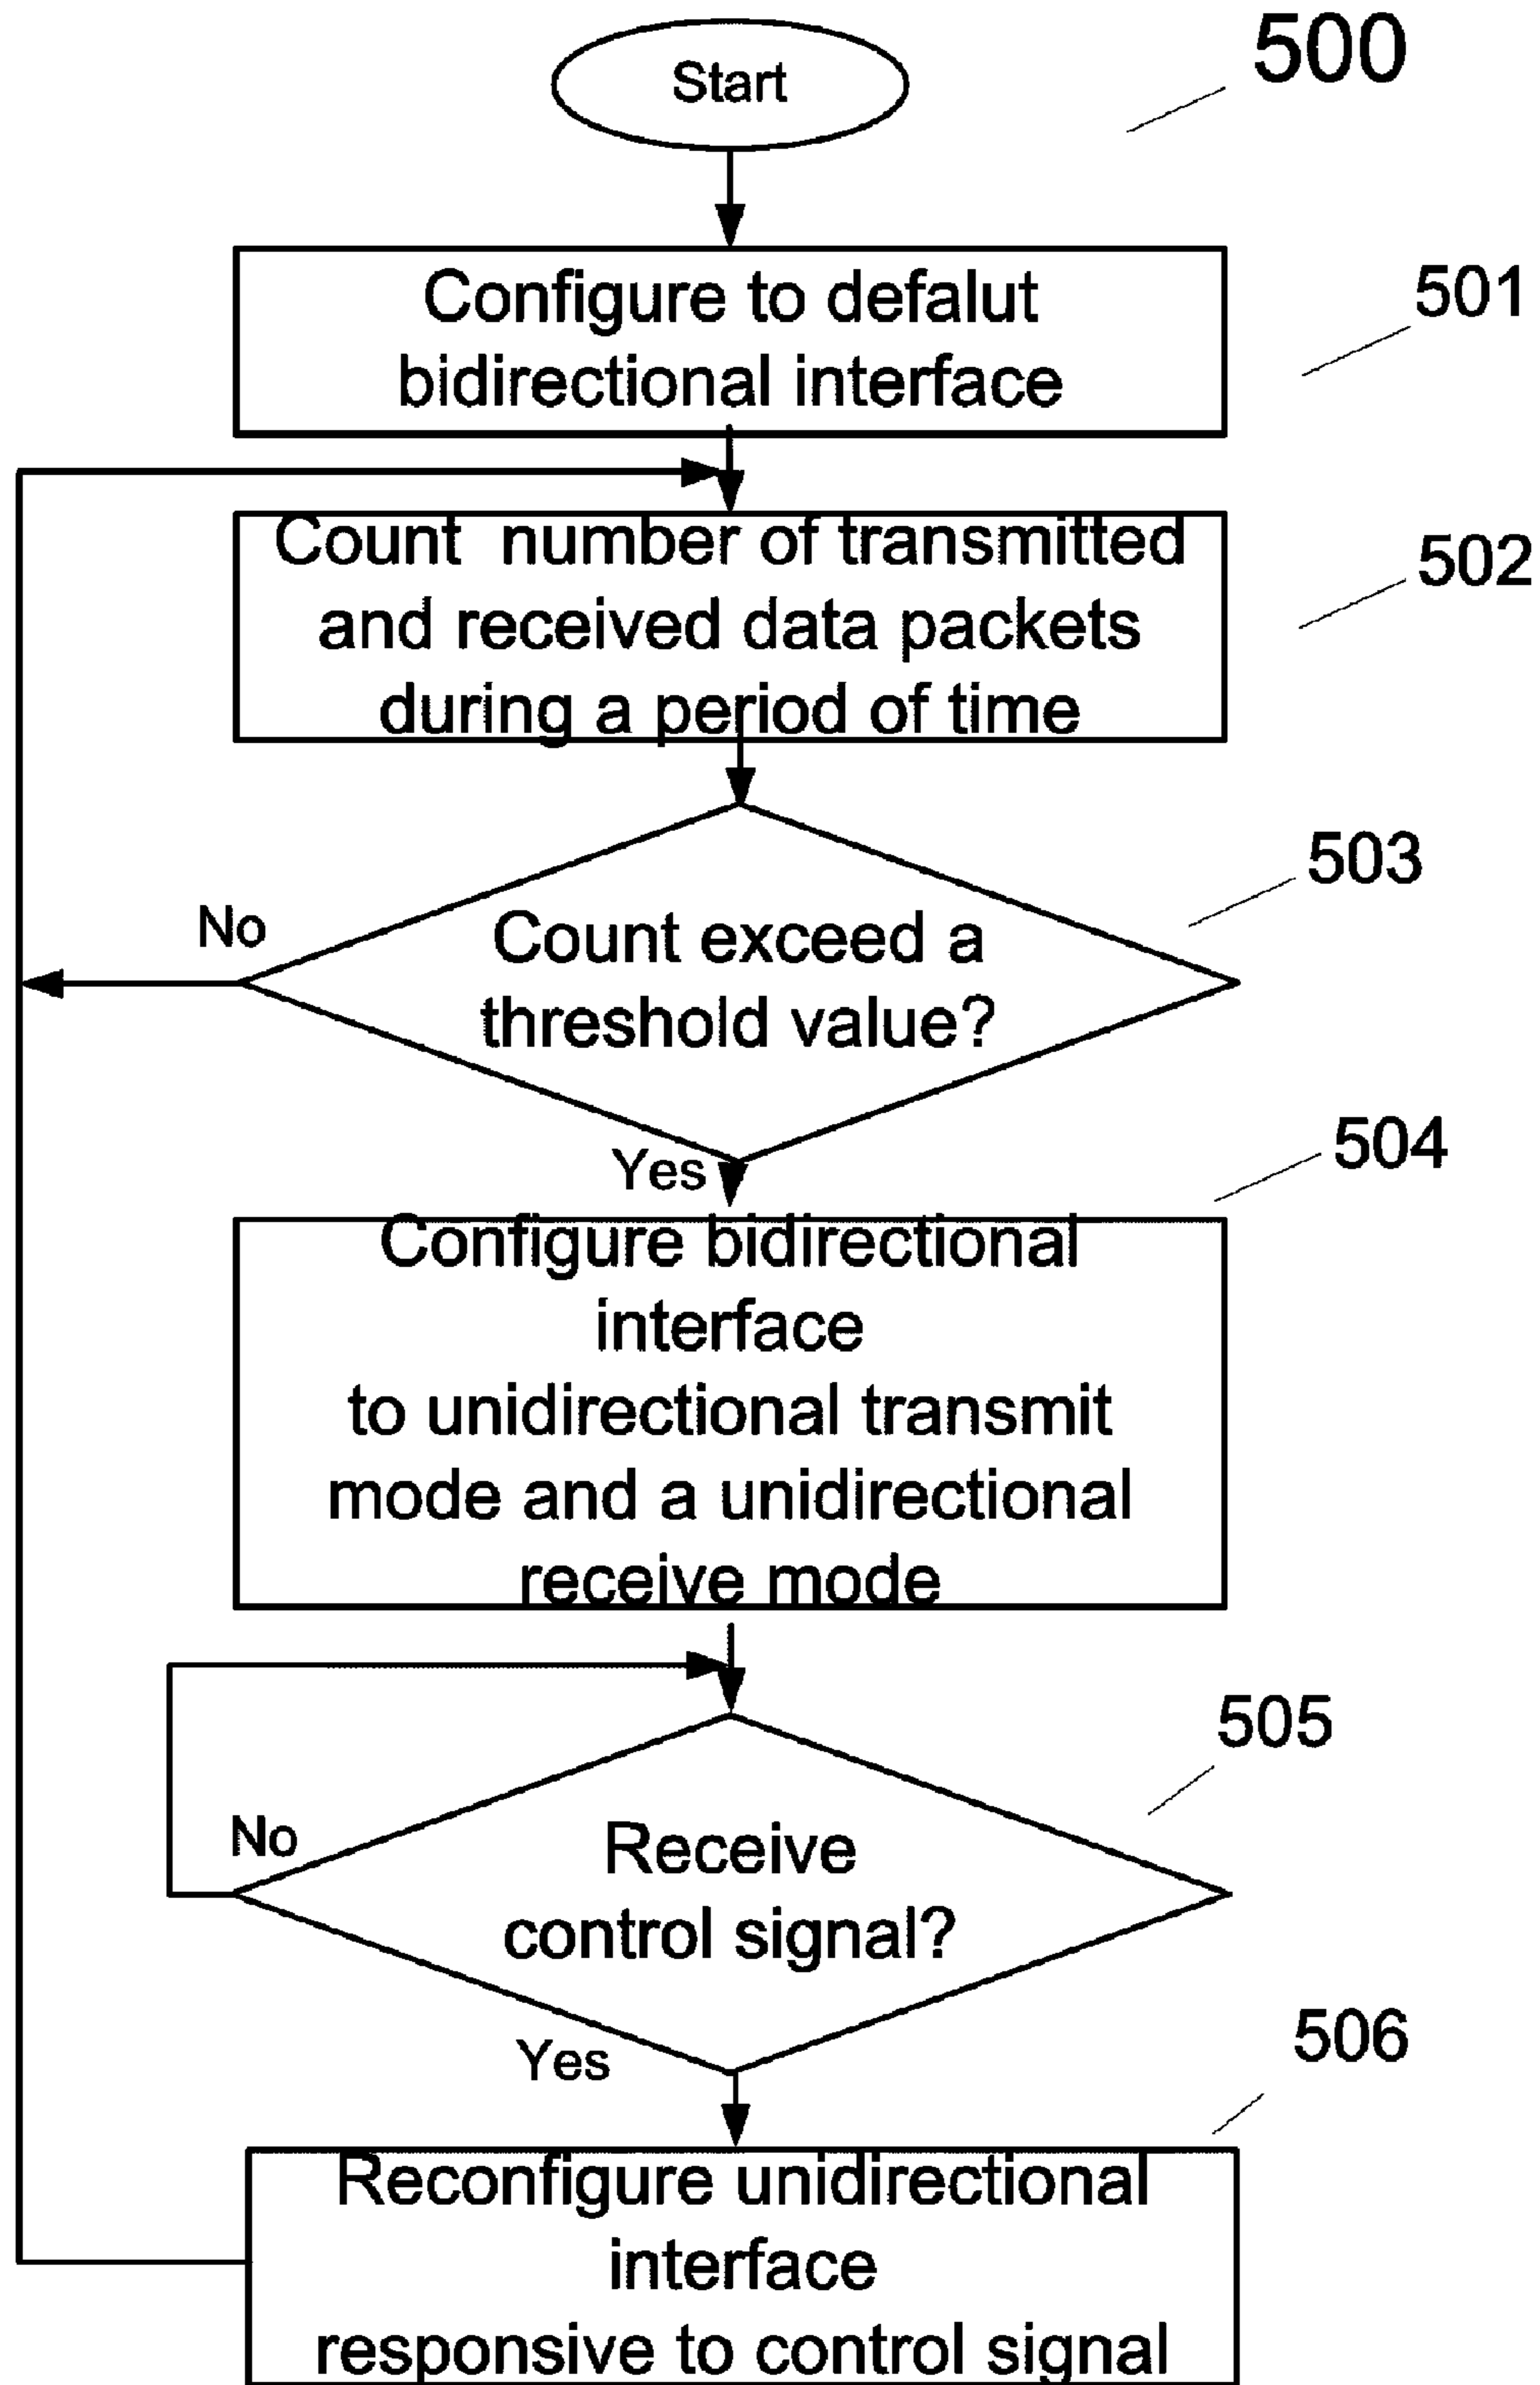 500
Start
Configure to defalut
bidirectional interface
501
Count number of transmitted
and received data packets
during a period of time
502
503
No
Count exceed a
threshold value?
Yes
504
Configure bidirectional
interface
to unidirectional transmit
mode and a unidirectional
receive mode
505
No
Receive
control signal?
Yes
506
Reconfigure unidirectional
interface
responsive to control signal